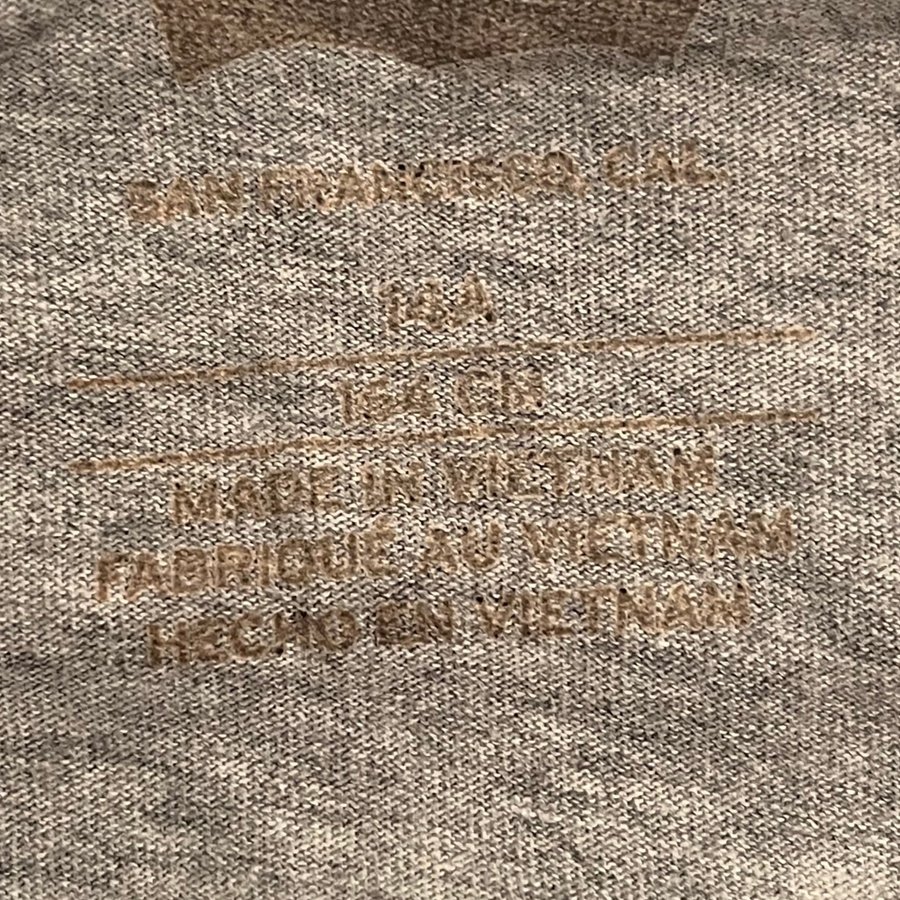 SAN FRANCISCO, CAL.
14A
164 CM
MADE IN VIETNAM
FABRIQUÉ AU VIETNAM
HECHO EN VIETNAM